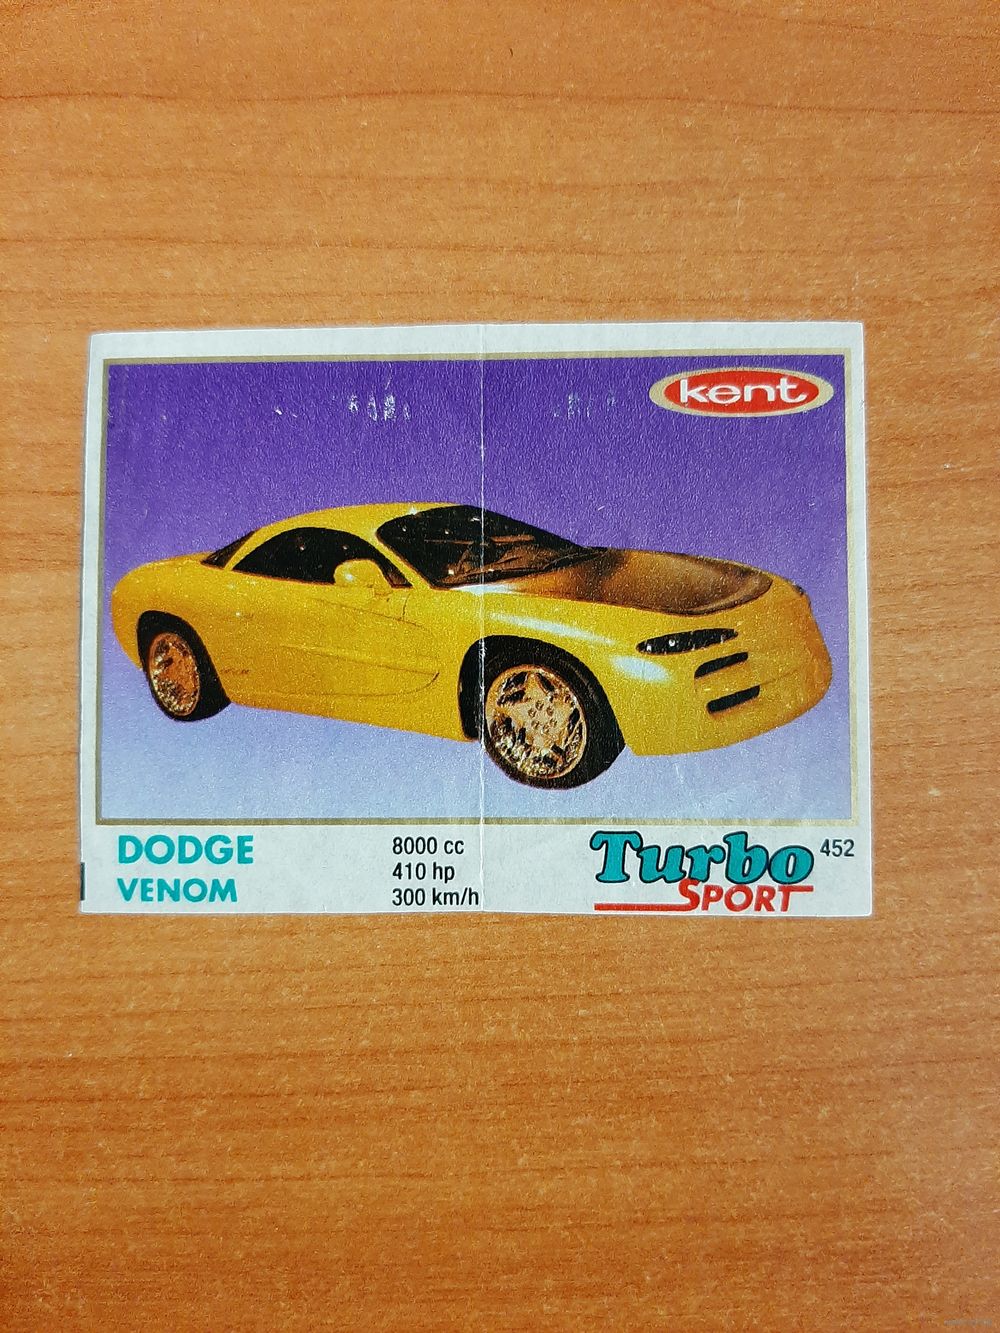 kent
DODGE
VENOM
8000 cc
410 hp
300 km/h
Turbo
SPORT
452